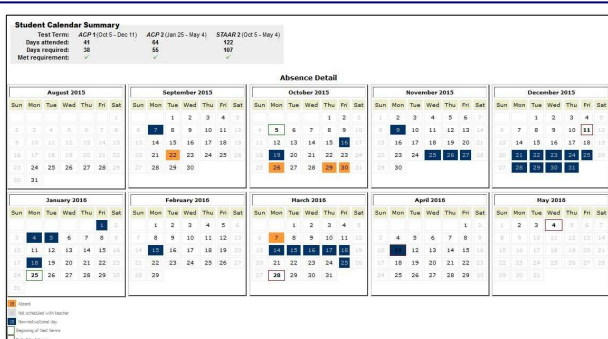 Student Calendar Summary
Test Term: ACP 1 (Oct 5 - Dec 11) ACP 2 (Jan 25 - May 4) STAAR 2 (Oct 5 - May 4)
Days attended: 41 64 122
Days required: 38 55 107
Met requirement: ✓ ✓ ✓
Absence Detail
August 2015
Sun Mon Tue Wed Thu Fri Sat
1
2 3 4 5 6 7 8
9 10 11 12 13 14 15
16 17 18 19 20 21 22
23 24 25 26 27 28 29
30 31
September 2015
Sun Mon Tue Wed Thu Fri Sat
1 2 3 4 5
6 7 8 9 10 11 12
13 14 15 16 17 18 19
20 21 22 23 24 25 26
27 28 29 30
October 2015
Sun Mon Tue Wed Thu Fri Sat
1 2 3
4 5 6 7 8 9 10
11 12 13 14 15 16 17
18 19 20 21 22 23 24
25 26 27 28 29 30 31
November 2015
Sun Mon Tue Wed Thu Fri Sat
1 2 3 4 5 6 7
8 9 10 11 12 13 14
15 16 17 18 19 20 21
22 23 24 25 26 27 28
29 30
December 2015
Sun Mon Tue Wed Thu Fri Sat
1 2 3 4 5
6 7 8 9 10 11 12
13 14 15 16 17 18 19
20 21 22 23 24 25 26
27 28 29 30 31
January 2016
Sun Mon Tue Wed Thu Fri Sat
1 2
3 4 5 6 7 8 9
10 11 12 13 14 15 16
17 18 19 20 21 22 23
24 25 26 27 28 29 30
31
February 2016
Sun Mon Tue Wed Thu Fri Sat
1 2 3 4 5 6
7 8 9 10 11 12 13
14 15 16 17 18 19 20
21 22 23 24 25 26 27
28 29
March 2016
Sun Mon Tue Wed Thu Fri Sat
1 2 3 4 5
6 7 8 9 10 11 12
13 14 15 16 17 18 19
20 21 22 23 24 25 26
27 28 29 30 31
April 2016
Sun Mon Tue Wed Thu Fri Sat
1 2
3 4 5 6 7 8 9
10 11 12 13 14 15 16
17 18 19 20 21 22 23
24 25 26 27 28 29 30
May 2016
Sun Mon Tue Wed Thu Fri Sat
1 2 3 4 5 6 7
8 9 10 11 12 13 14
15 16 17 18 19 20 21
22 23 24 25 26 27 28
29 30 31
Absent
Not scheduled with teacher
Noninstructional day
Beginning of Test Terms